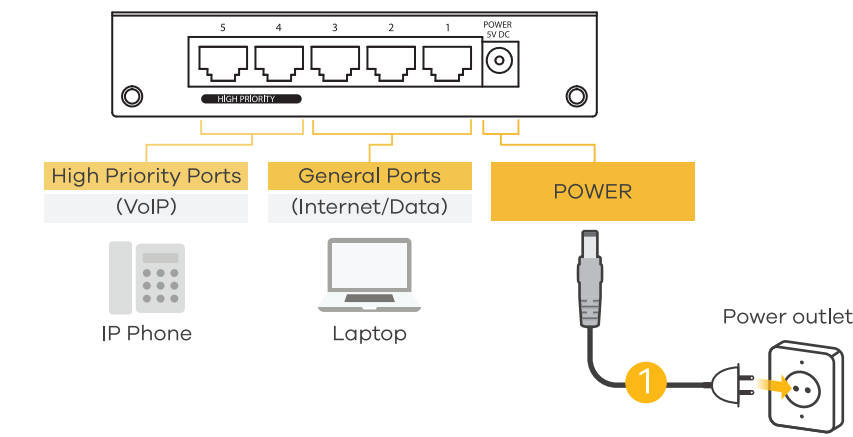 5 4 3 2 1 POWER
5V DC
HIGH PRIORITY
High Priority Ports
(VoIP)
General Ports
(Internet/Data)
POWER
IP Phone
Laptop
1
Power outlet